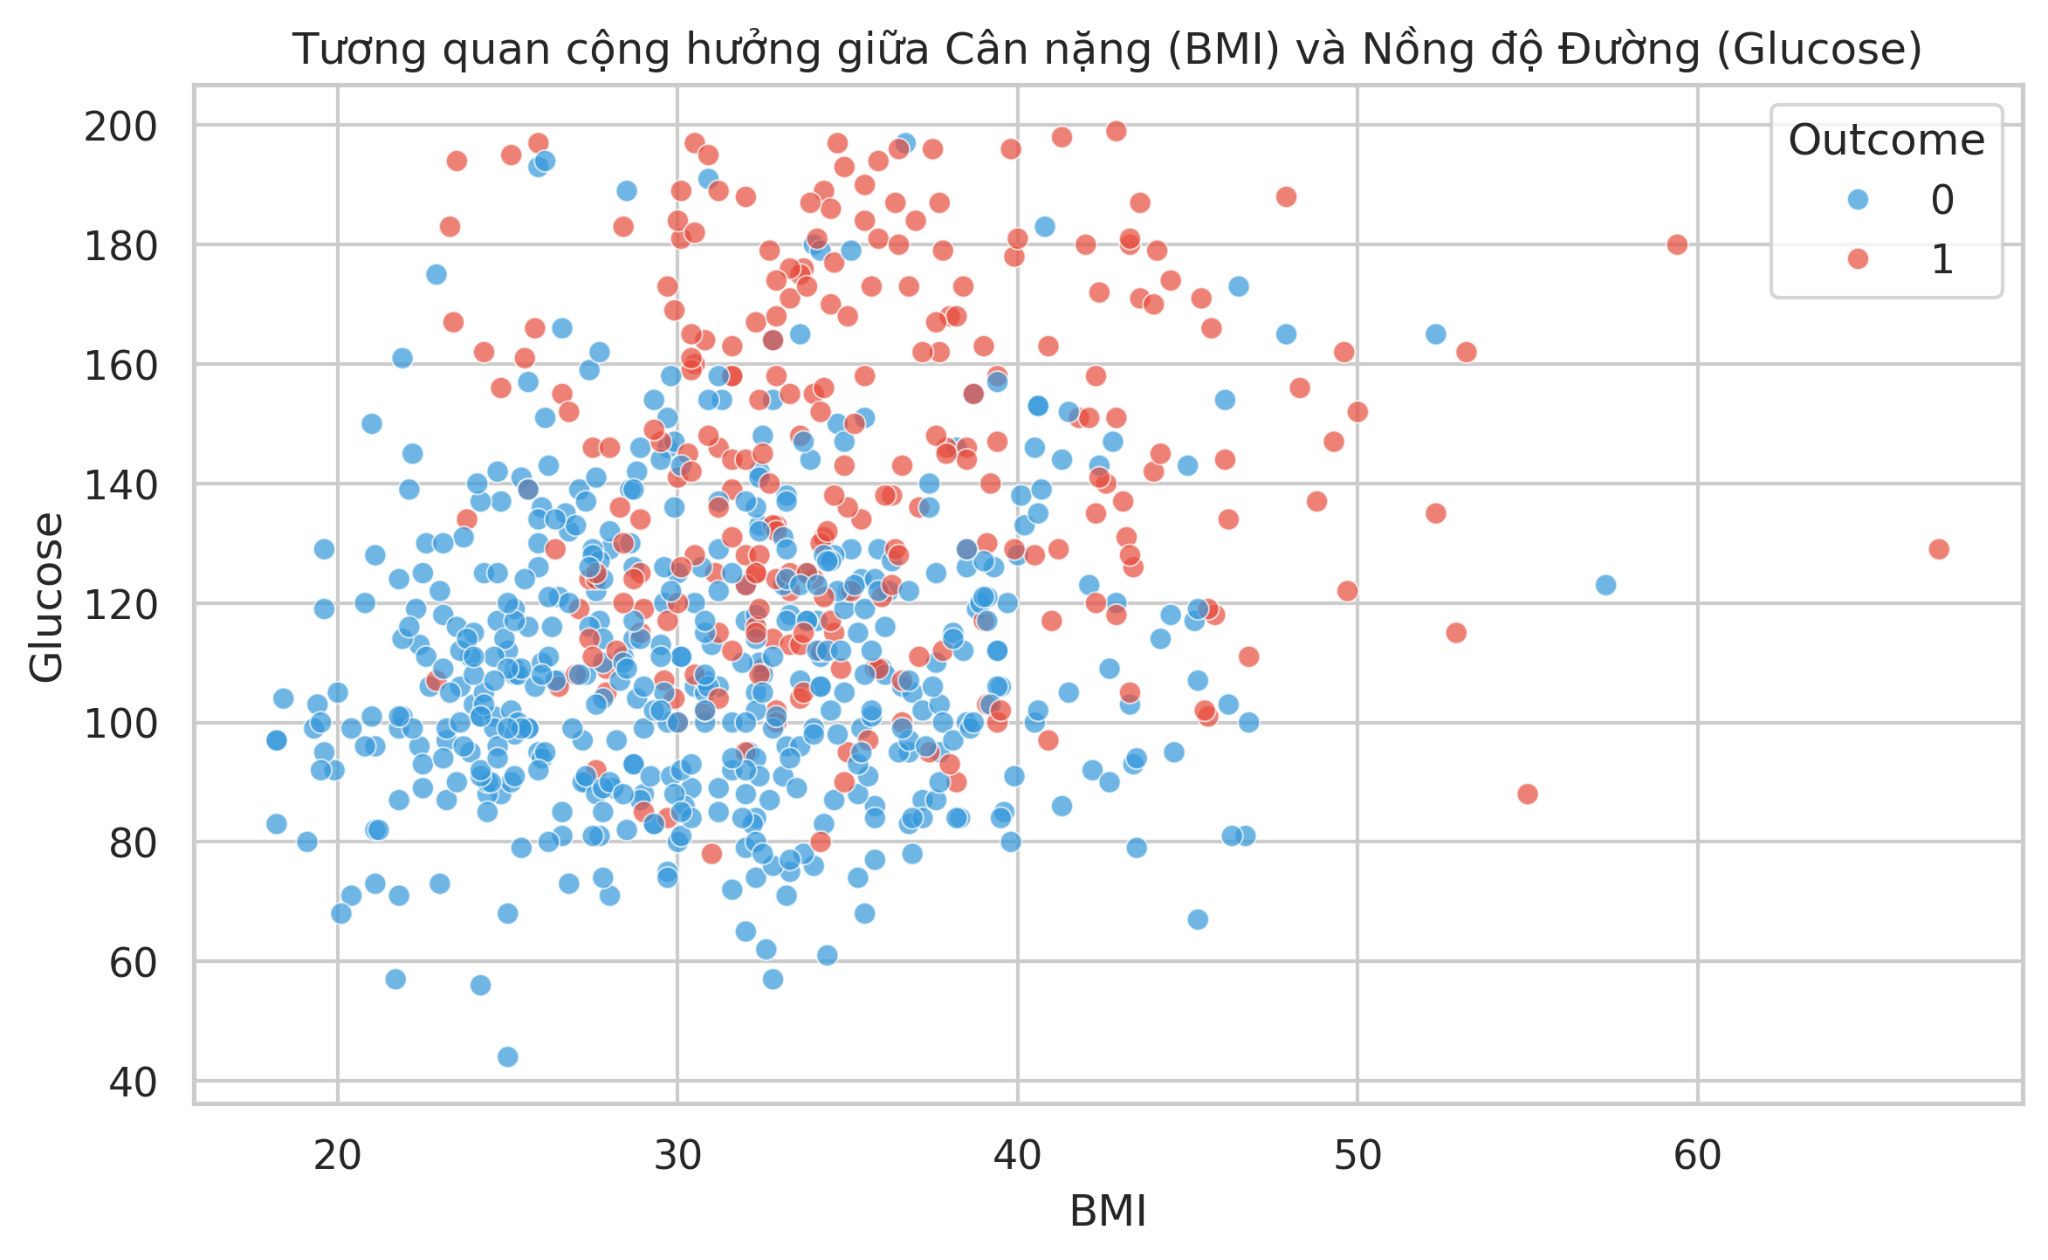 Tương quan cộng hưởng giữa Cân nặng (BMI) và Nồng độ Đường (Glucose)
Outcome
0
1
200
180
160
140
120
100
80
60
40
Glucose
20 30 40 50 60
BMI